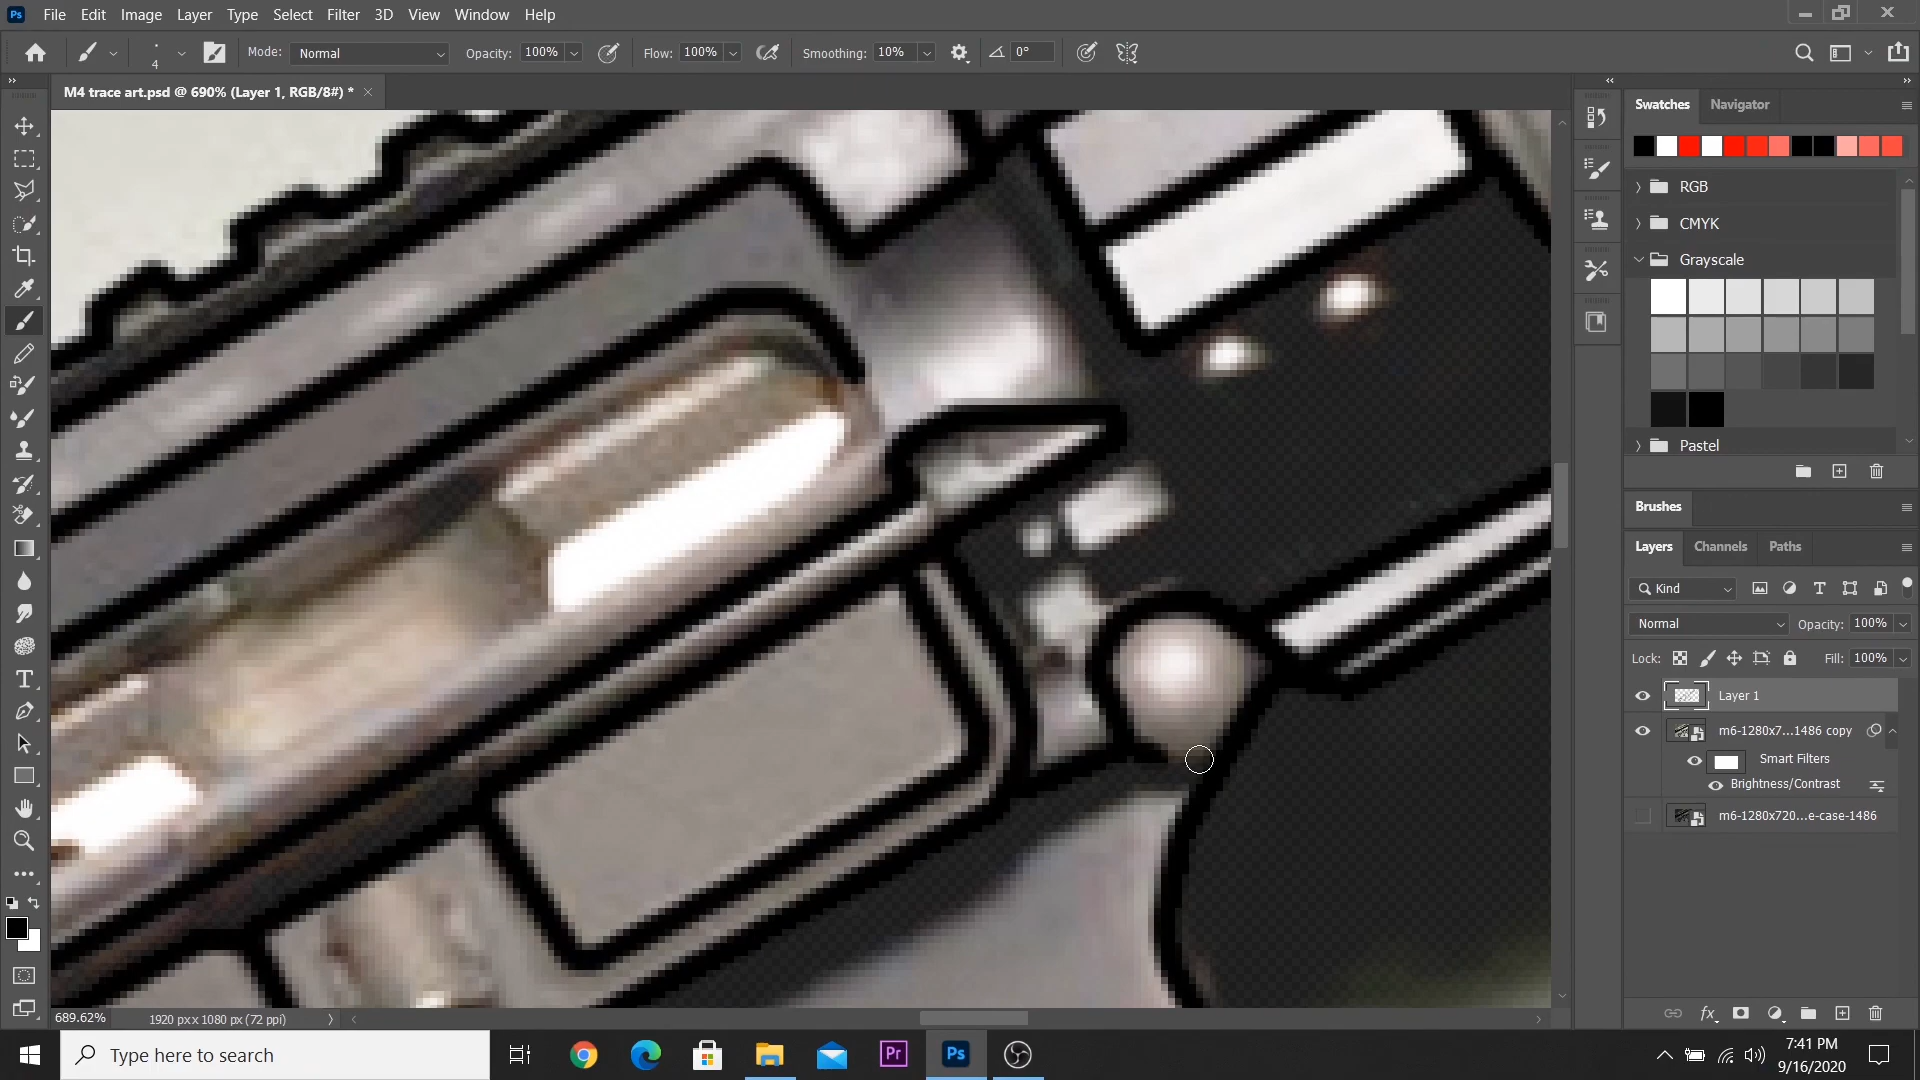 Ps File Edit Image Layer Type Select Filter 3D View Window Help
4 Mode: Normal Opacity: 100% Flow: 100% Smoothing: 10% 0°
M4 trace art.psd @ 690% (Layer 1, RGB/8#) *
Swatches Navigator
RGB
CMYK
Grayscale
Pastel
Brushes
Layers Channels Paths
Kind
Normal Opacity: 100%
Lock: Fill: 100%
Layer 1
m6-1280x7...1486 copy
Smart Filters
Brightness/Contrast
m6-1280x720...e-case-1486
fx
689.62% 1920 px x 1080 px (72 ppi)
Type here to search
Pr Ps
7:41 PM
9/16/2020